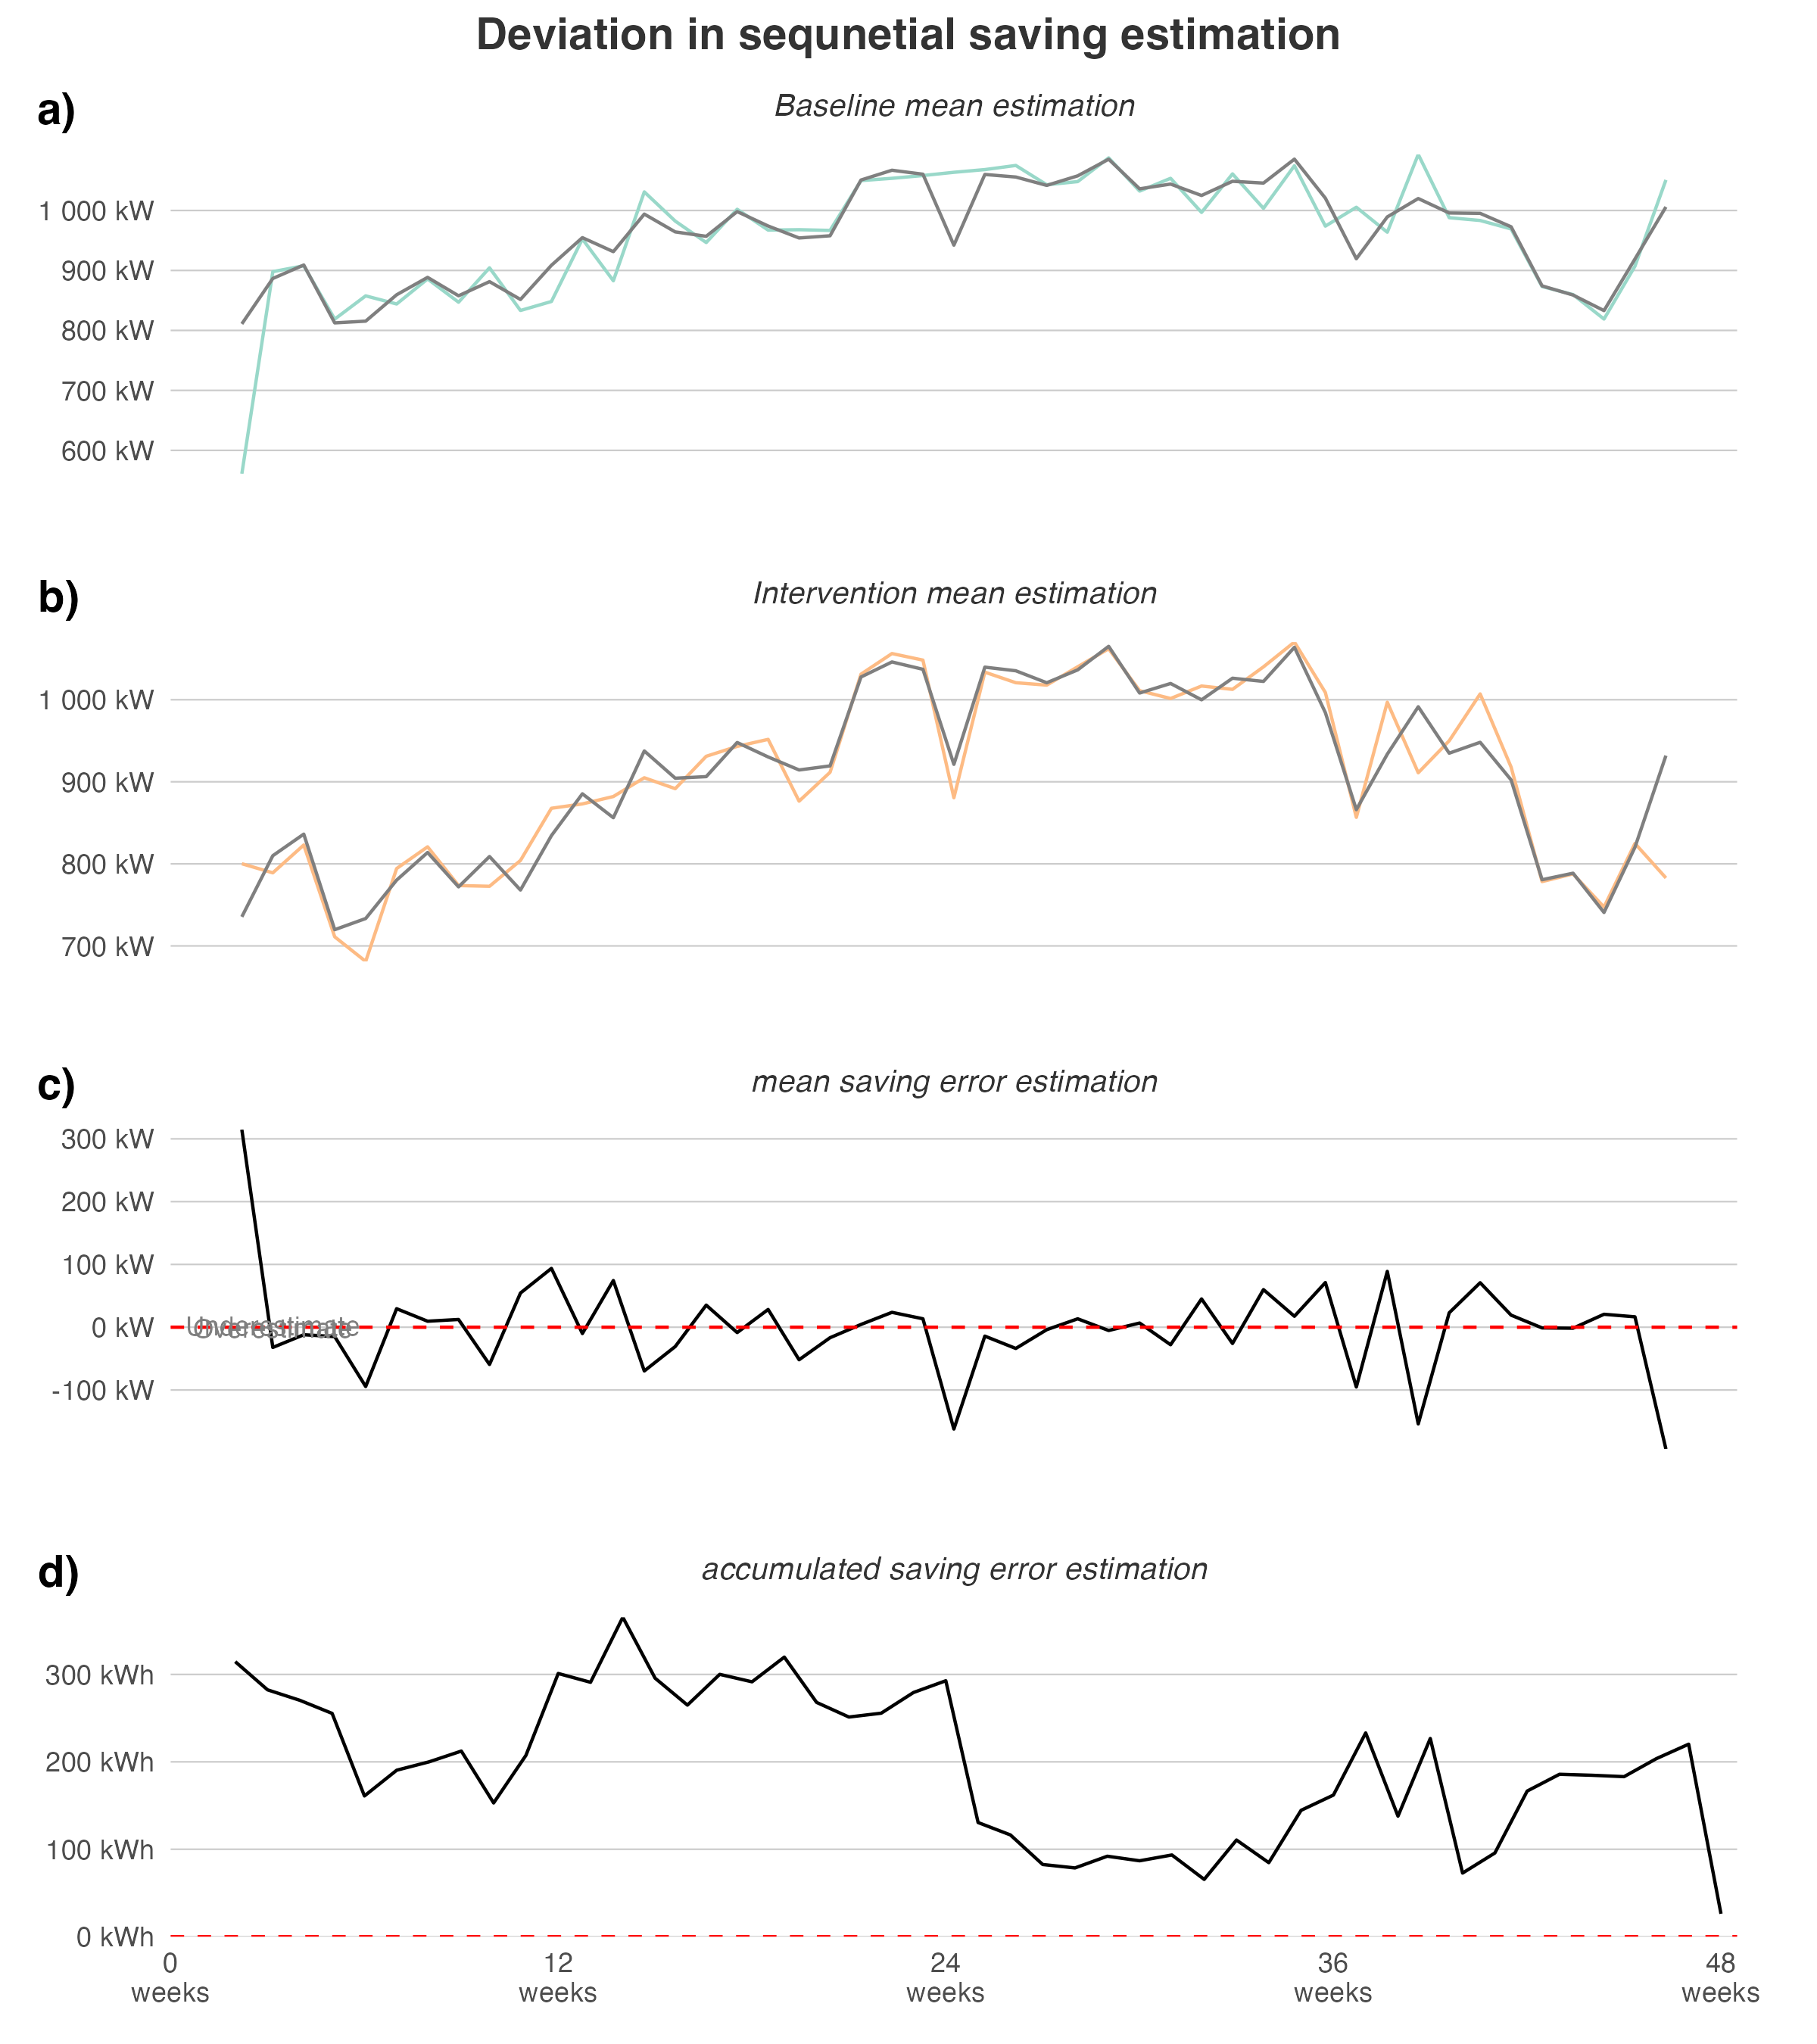 Deviation in sequnetial saving estimation
a)
Baseline mean estimation
1 000 kW
900 kW
800 kW
700 kW
600 kW
b)
Intervention mean estimation
1 000 kW
900 kW
800 kW
700 kW
c)
mean saving error estimation
300 kW
200 kW
100 kW
0 kW
Underestimate
Overestimate
-100 kW
d)
accumulated saving error estimation
300 kWh
200 kWh
100 kWh
0 kWh
0 12 24 36 48
weeks weeks weeks weeks weeks